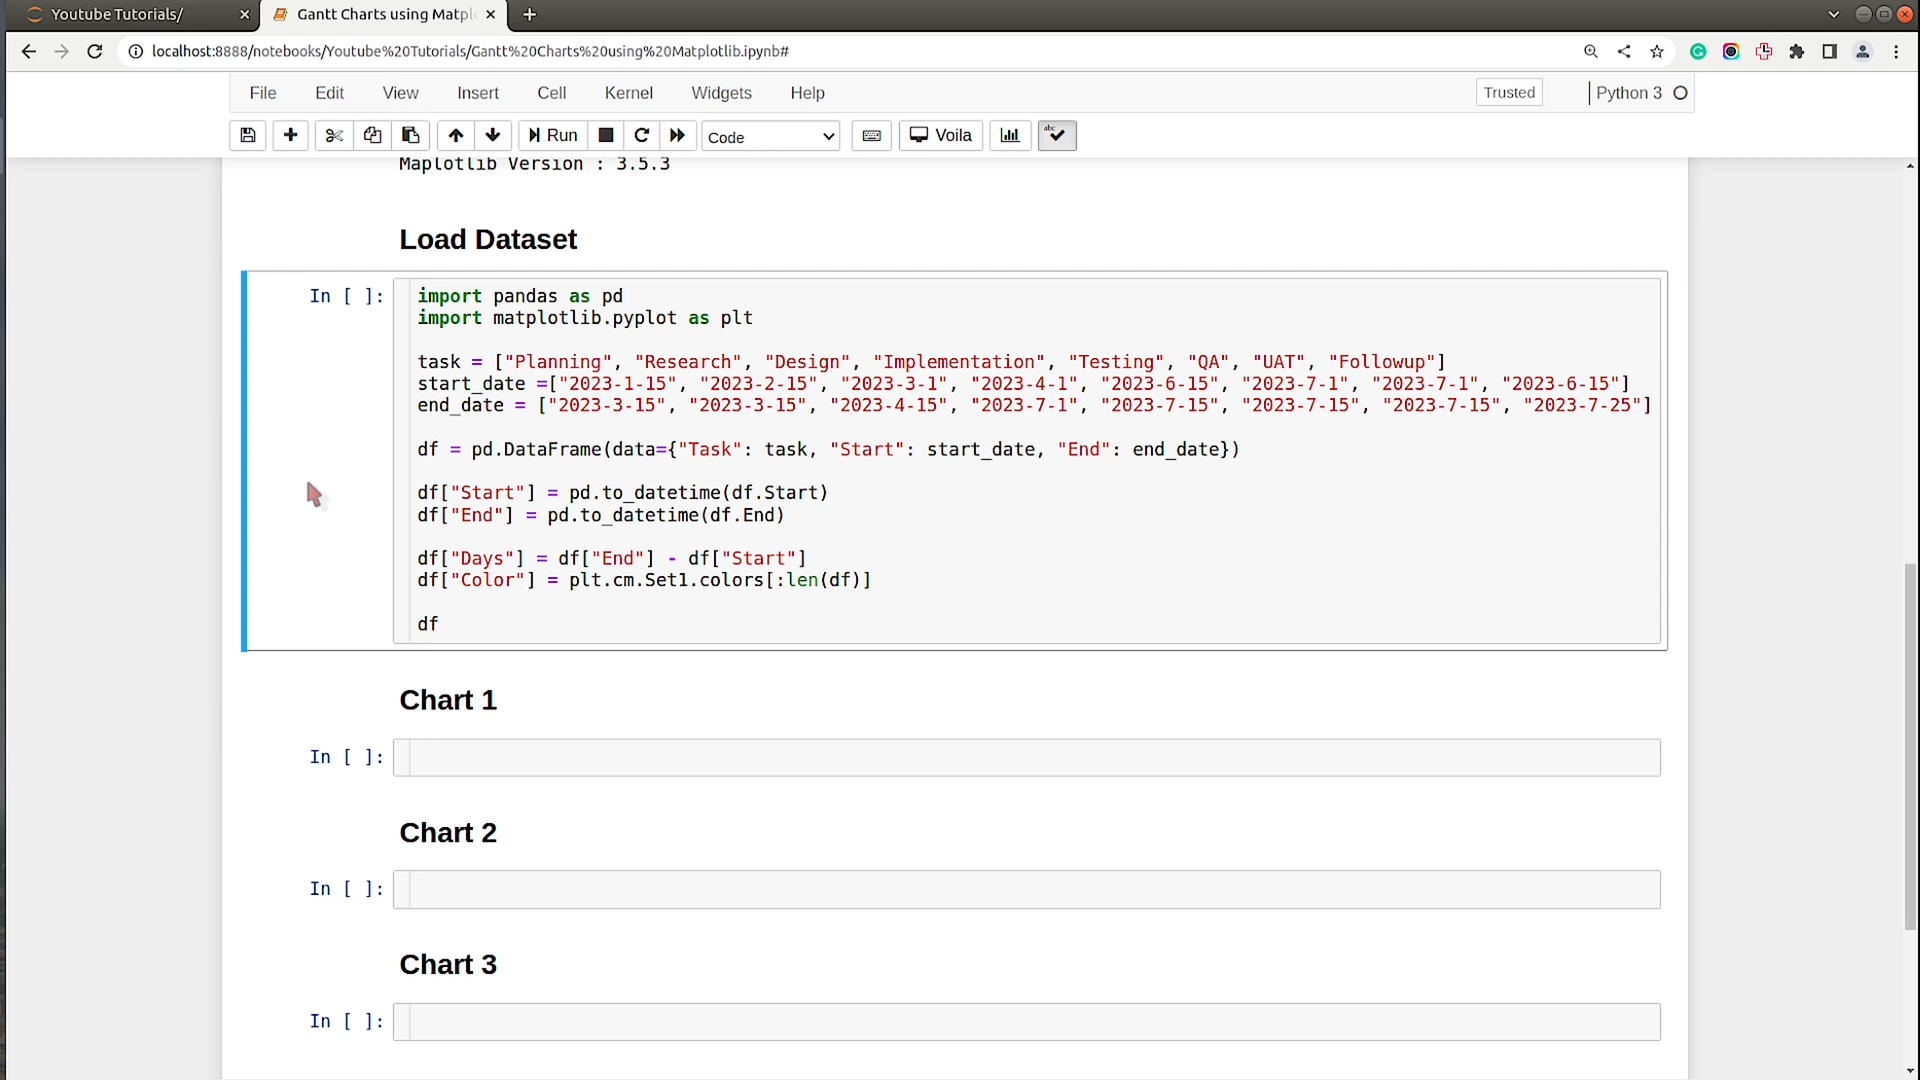 Youtube Tutorials/
Gantt Charts using Matpl
localhost:8888/notebooks/Youtube%20Tutorials/Gantt%20Charts%20using%20Matplotlib.ipynb#
File Edit View Insert Cell Kernel Widgets Help Trusted Python 3
Run Code Voila abc
Maplotlib Version : 3.5.3
Load Dataset
In [ ]:
import pandas as pd
import matplotlib.pyplot as plt
task = ["Planning", "Research", "Design", "Implementation", "Testing", "QA", "UAT", "Followup"]
start_date =["2023-1-15", "2023-2-15", "2023-3-1", "2023-4-1", "2023-6-15", "2023-7-1", "2023-7-1", "2023-6-15"]
end_date = ["2023-3-15", "2023-3-15", "2023-4-15", "2023-7-1", "2023-7-15", "2023-7-15", "2023-7-15", "2023-7-25"]
df = pd.DataFrame(data={"Task": task, "Start": start_date, "End": end_date})
df["Start"] = pd.to_datetime(df.Start)
df["End"] = pd.to_datetime(df.End)
df["Days"] = df["End"] - df["Start"]
df["Color"] = plt.cm.Set1.colors[:len(df)]
df
Chart 1
In [ ]:
Chart 2
In [ ]:
Chart 3
In [ ]: